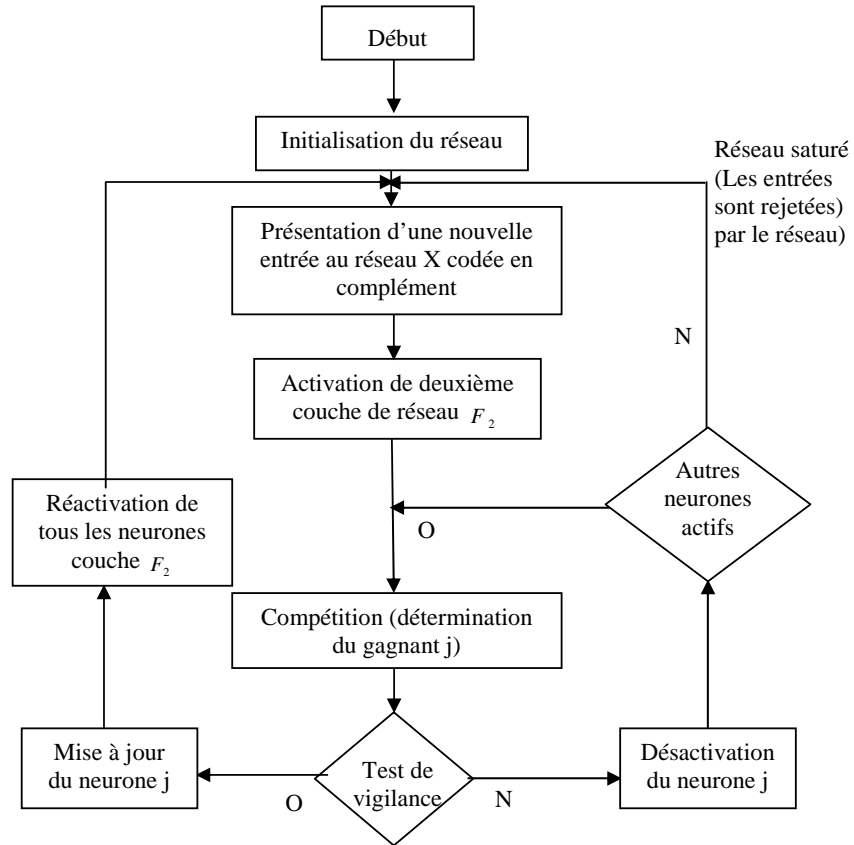 Début
Initialisation du réseau
Réseau saturé
(Les entrées
sont rejetées)
par le réseau)
Présentation d’une nouvelle
entrée au réseau X codée en
complément
N
Activation de deuxième
couche de réseau F₂
Autres
neurones
actifs
Réactivation de
tous les neurones
couche F₂
O
Compétition (détermination
du gagnant j)
Mise à jour
du neurone j
Test de
vigilance
Désactivation
du neurone j
O
N